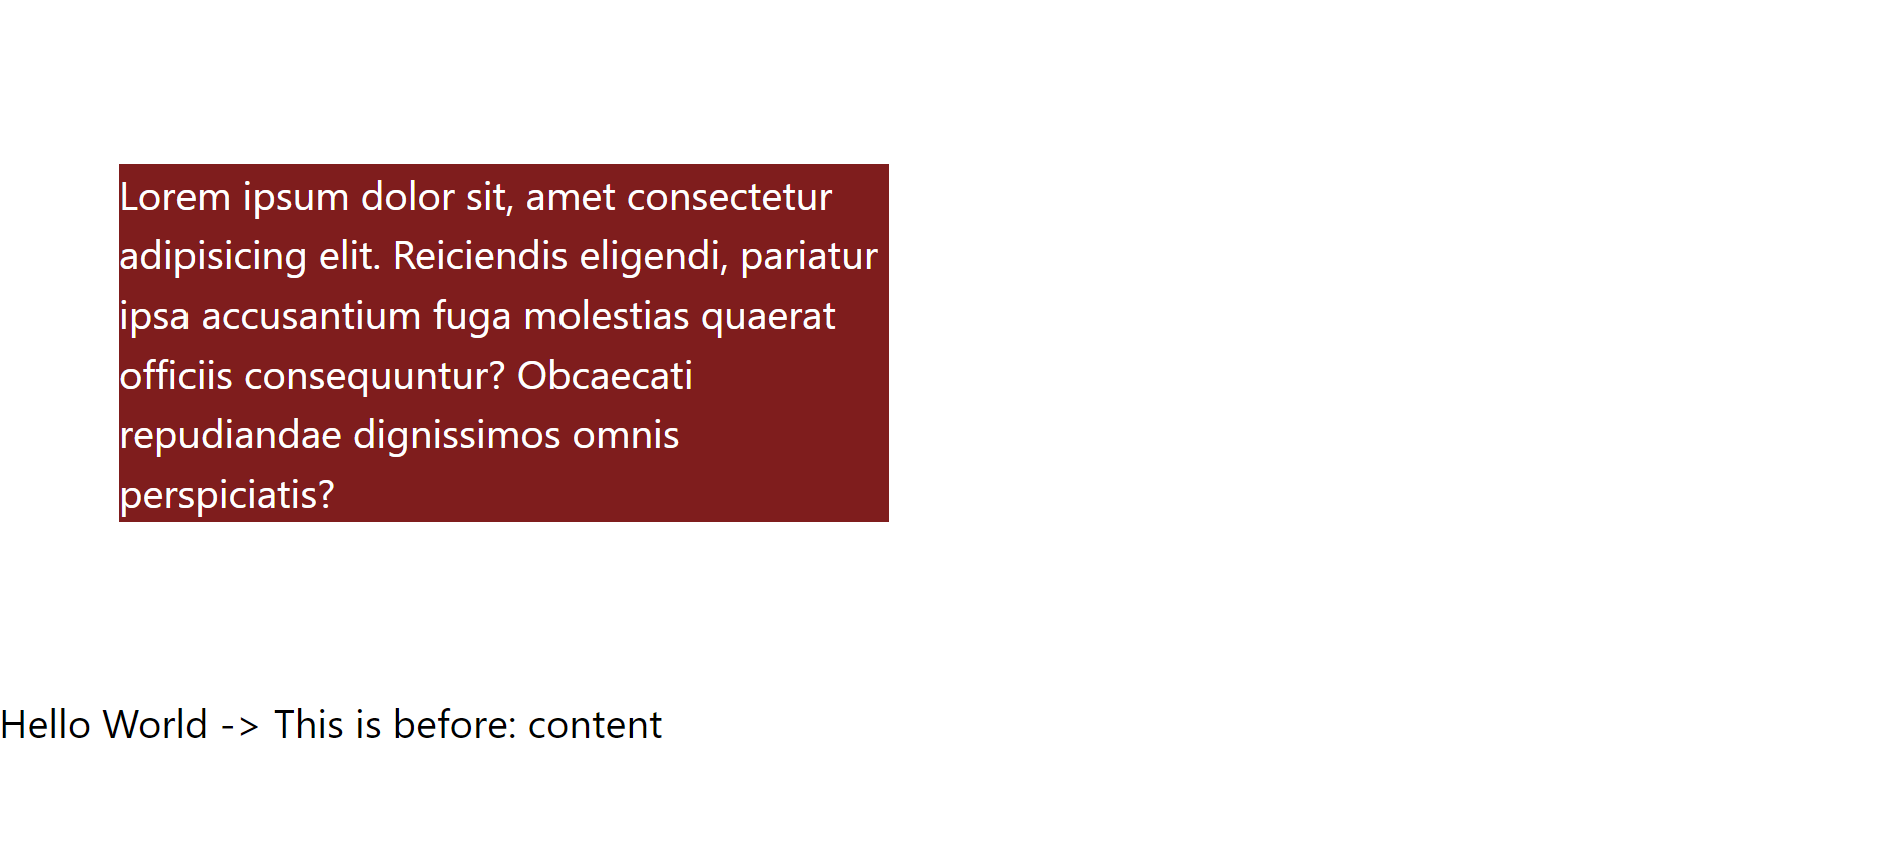 Lorem ipsum dolor sit, amet consectetur
adipisicing elit. Reiciendis eligendi, pariatur
ipsa accusantium fuga molestias quaerat
officiis consequuntur? Obcaecati
repudiandae dignissimos omnis
perspiciatis?
Hello World -> This is before: content